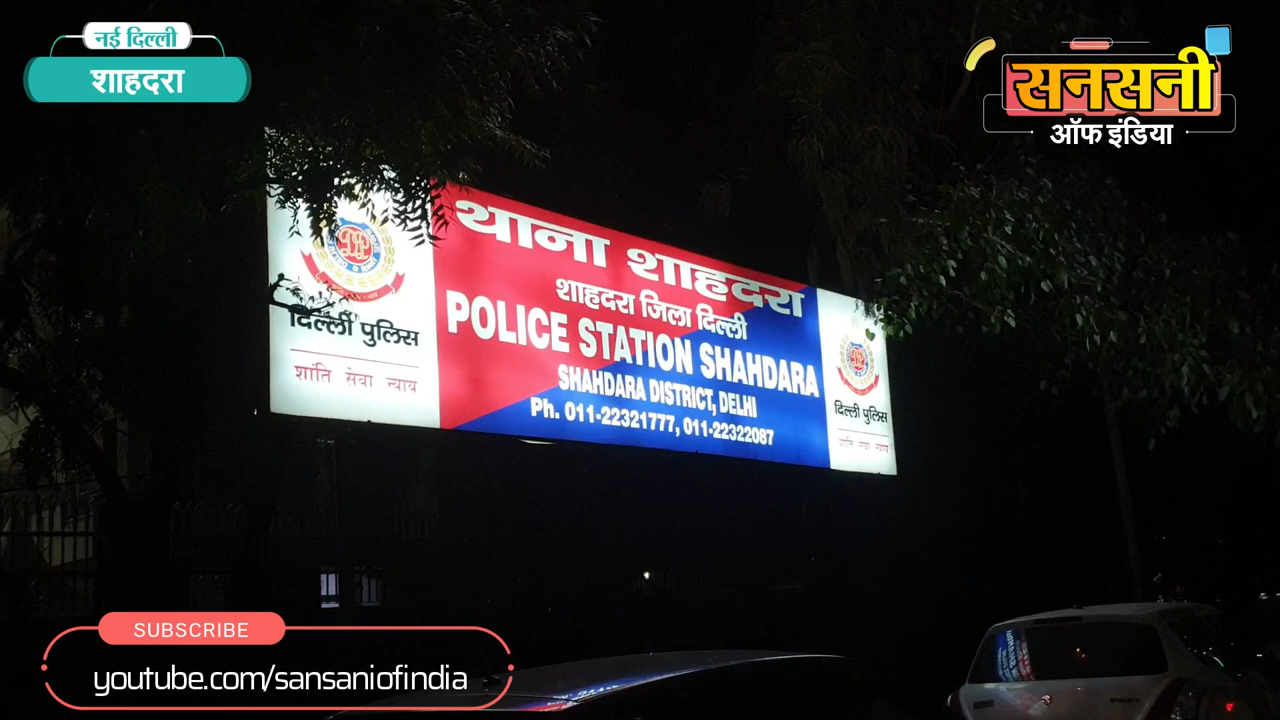 नई दिल्ली
शाहदरा
सनसनी
ऑफ इंडिया
दिल्ली पुलिस
शांति सेवा न्याय
थाना शाहदरा
शाहदरा जिला दिल्ली
POLICE STATION SHAHDARA
SHAHDARA DISTRICT, DELHI
Ph. 011-22321777, 011-22322087
दिल्ली पुलिस
शांति सेवा न्याय
SUBSCRIBE
youtube.com/sansaniofindia